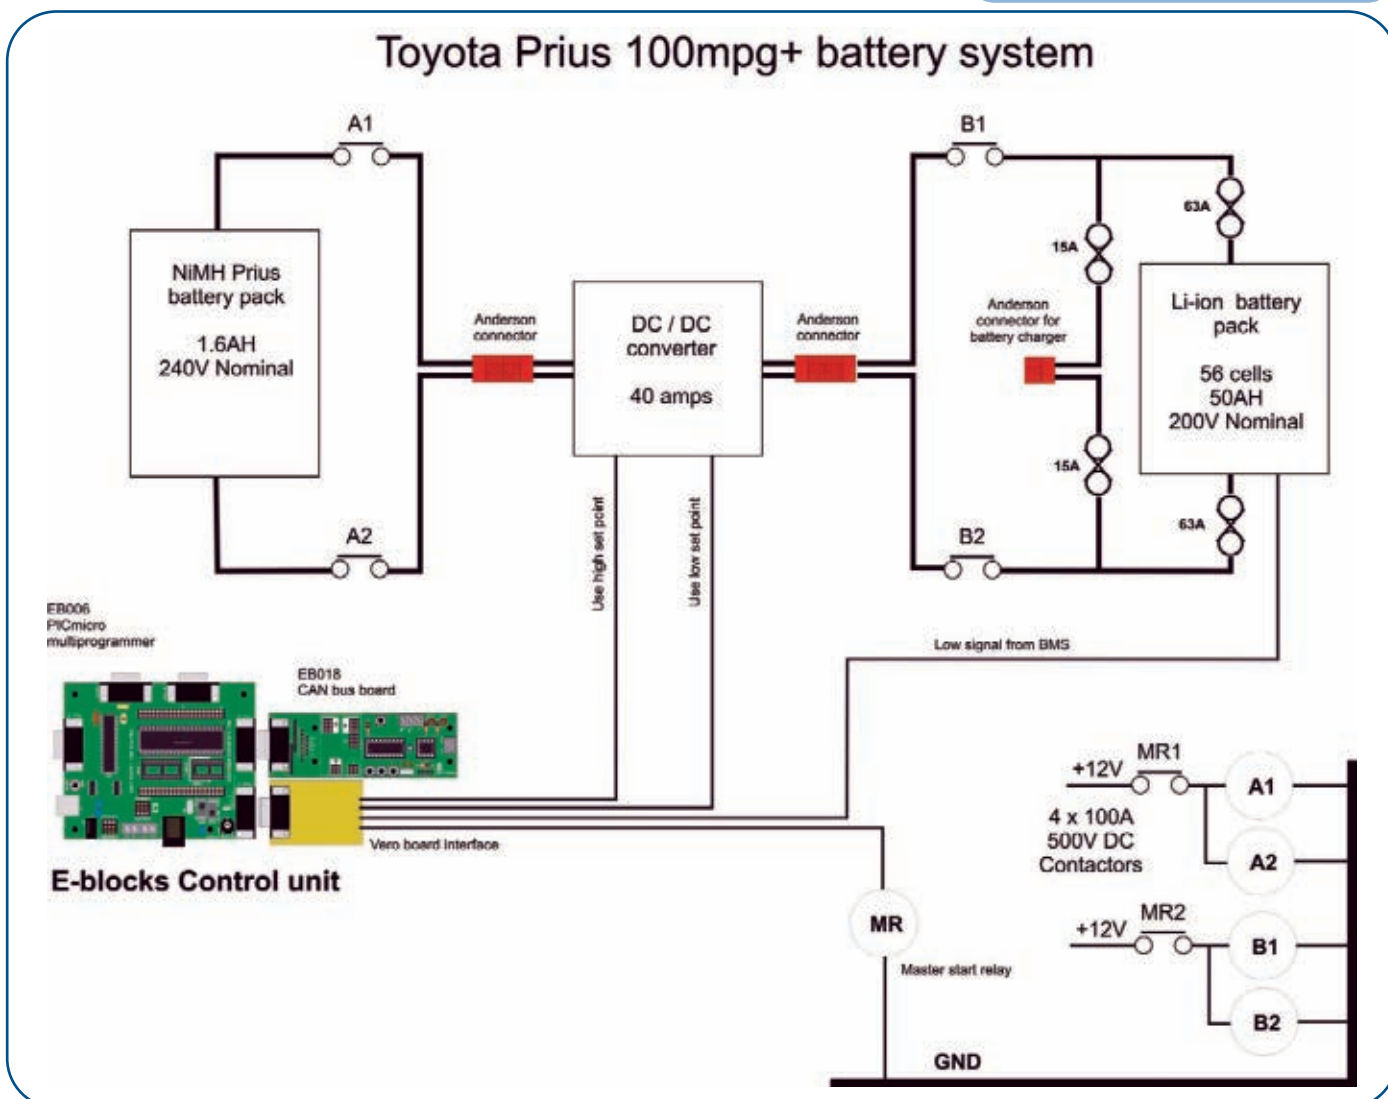 Toyota Prius 100mpg+ battery system
A1
B1
63A
15A
NiMH Prius
battery pack
1.6AH
240V Nominal
Anderson
connector
DC / DC
converter
40 amps
Anderson
connector
Anderson
connector for
battery charger
Li-ion battery
pack
56 cells
50AH
200V Nominal
15A
63A
A2
B2
Use high set point
Use low set point
EB006
PICmicro
multiprogrammer
EB018
CAN bus board
Low signal from BMS
Vero board interface
E-blocks Control unit
MR
Master start relay
+12V
MR1
A1
4 x 100A
500V DC
Contactors
A2
+12V
MR2
B1
B2
GND